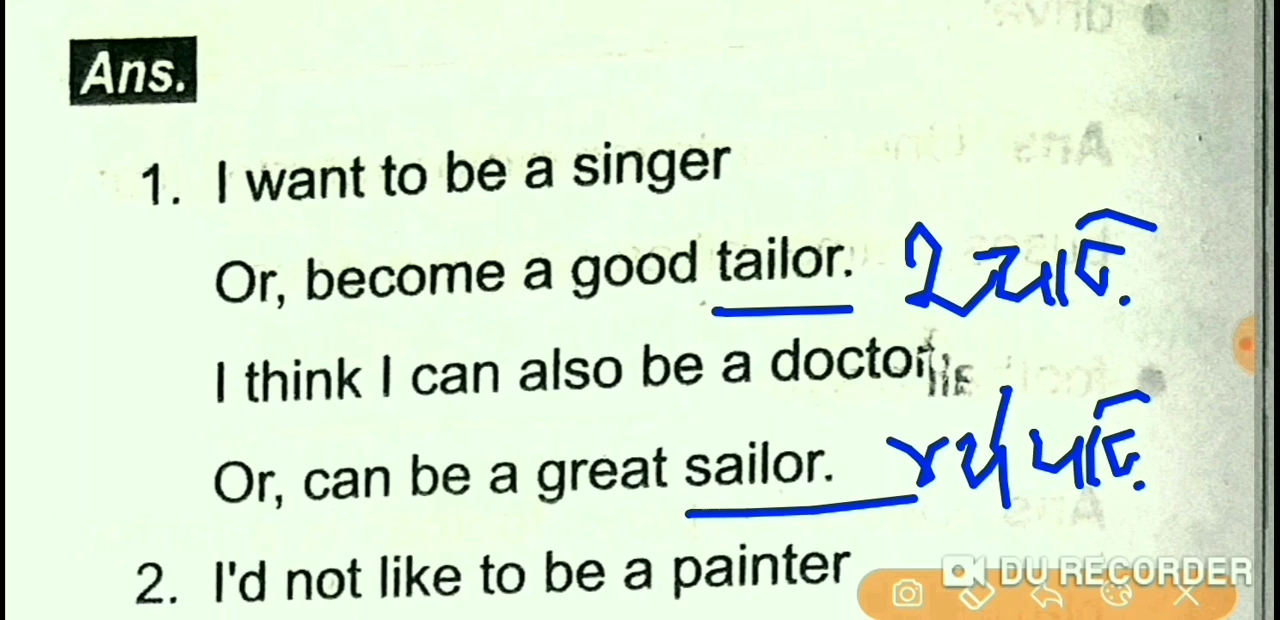 Ans.
1. I want to be a singer
Or, become a good tailor.
I think I can also be a doctor
Or, can be a great sailor.
2. I'd not like to be a painter
DU RECORDER